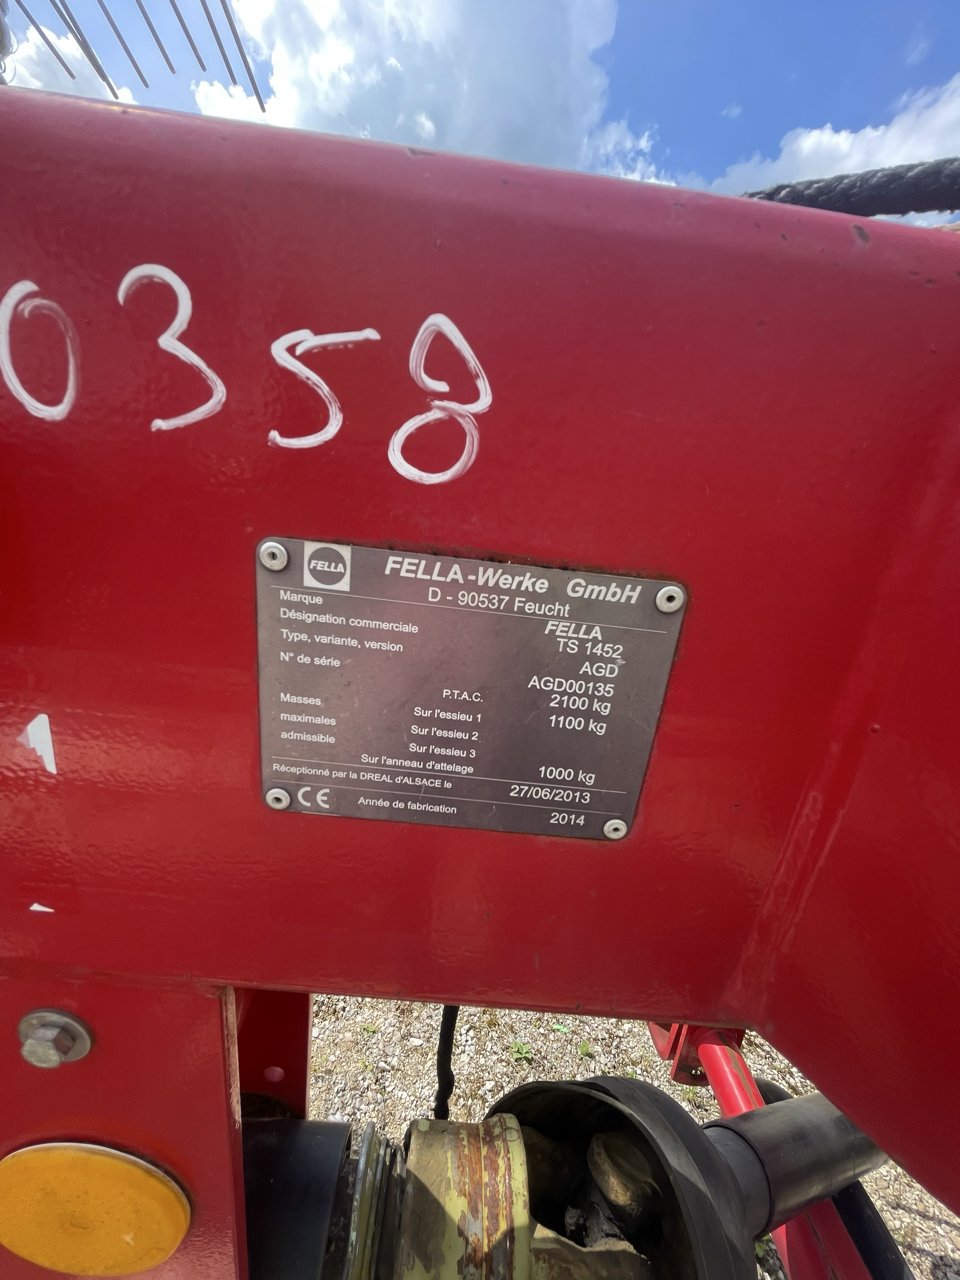 0358
FELLA
FELLA-Werke GmbH
D - 90537 Feucht
Marque FELLA
Désignation commerciale TS 1452
Type, variante, version AGD
N° de série AGD00135
Masses maximales admissible
P.T.A.C. 2100 kg
Sur l'essieu 1 1100 kg
Sur l'essieu 2
Sur l'essieu 3
Sur l'anneau d'attelage 1000 kg
Réceptionné par la DREAL d'ALSACE le 27/06/2013
CE Année de fabrication 2014